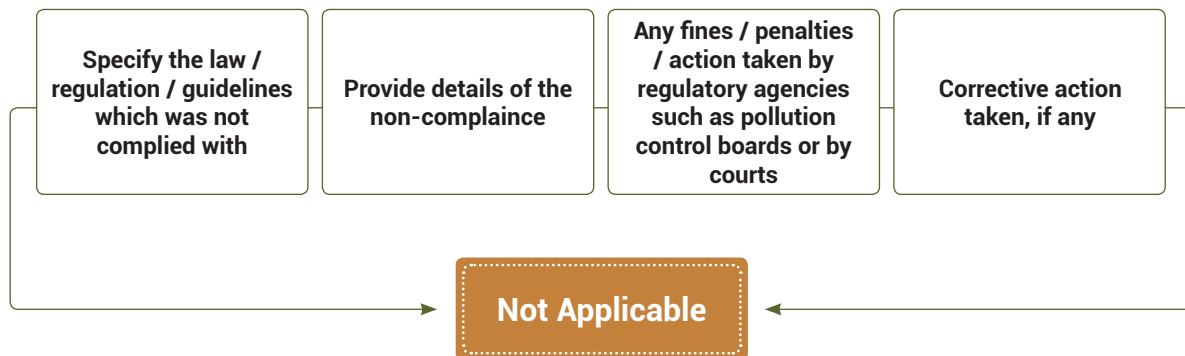 Specify the law /
regulation / guidelines
which was not
complied with
Provide details of the
non-complaince
Any fines / penalties
/ action taken by
regulatory agencies
such as pollution
control boards or by
courts
Corrective action
taken, if any
Not Applicable